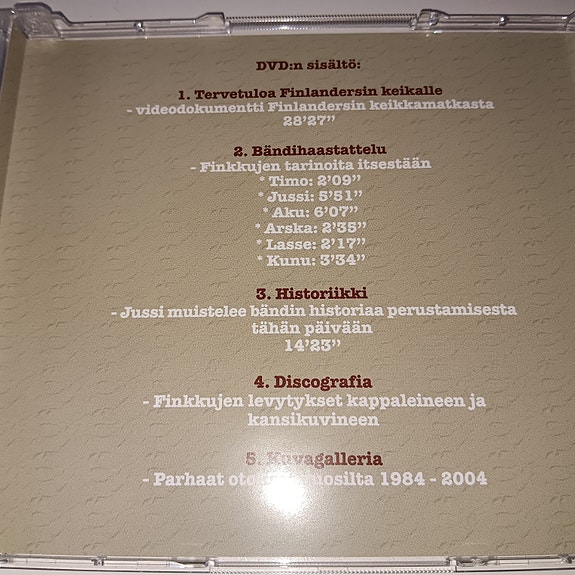 DVD:n sisältö:
1. Tervetuloa Finlandersin keikalle
- videodokumentti Finlandersin keikkamatkasta
28’27”
2. Bändihaastattelu
- Finkkujen tarinoita itsestään
* Timo: 2’09”
* Jussi: 5’51”
* Aku: 6’07”
* Arska: 2’35”
* Lasse: 2’17”
* Kunu: 3’34”
3. Historiikki
- Jussi muistelee bändin historiaa perustamisesta
tähän päivään
14’23”
4. Discografia
- Finkkujen levytykset kappaleineen ja
kansikuvineen
5. Kuvagalleria
- Parhaat 1984 - 2004